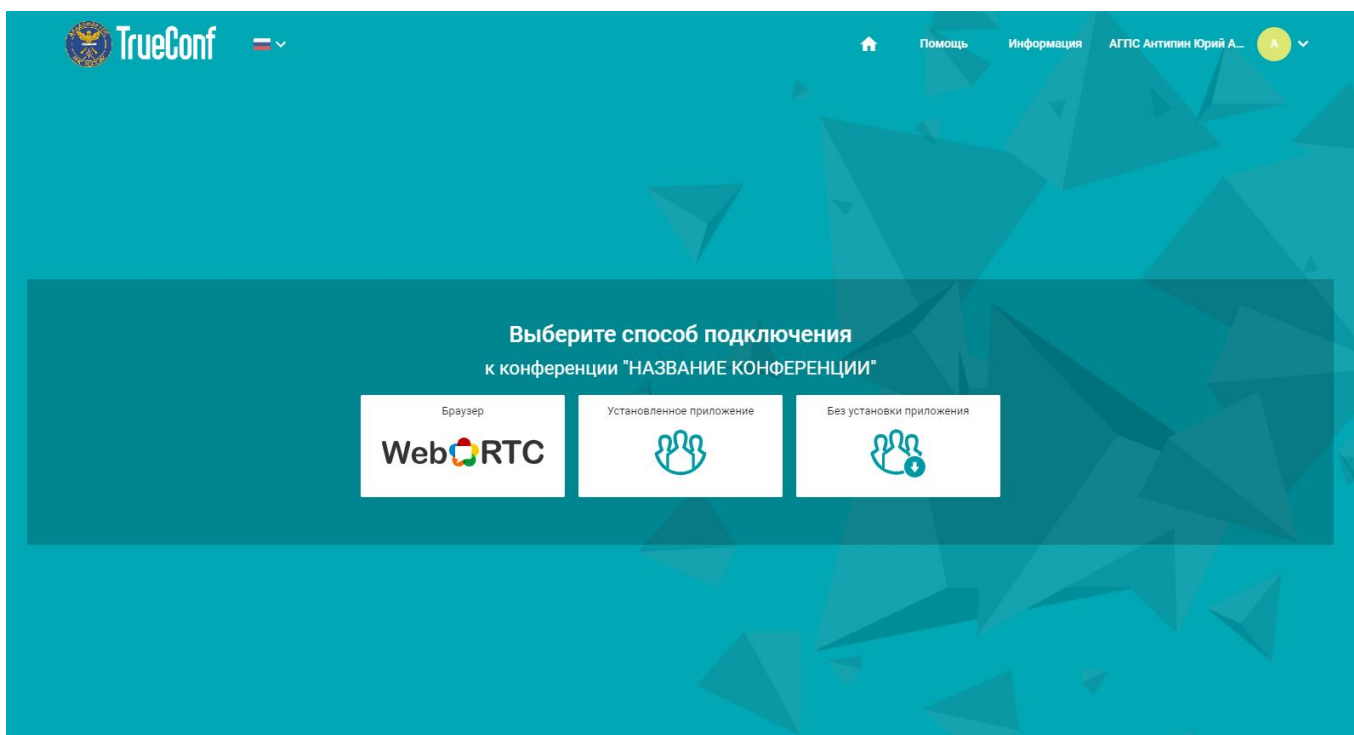 TrueConf
Помощь
Информация
АГПС Антипин Юрий А...
А
Выберите способ подключения
к конференции "НАЗВАНИЕ КОНФЕРЕНЦИИ"
Браузер
Установленное приложение
Без установки приложения
WebRTC